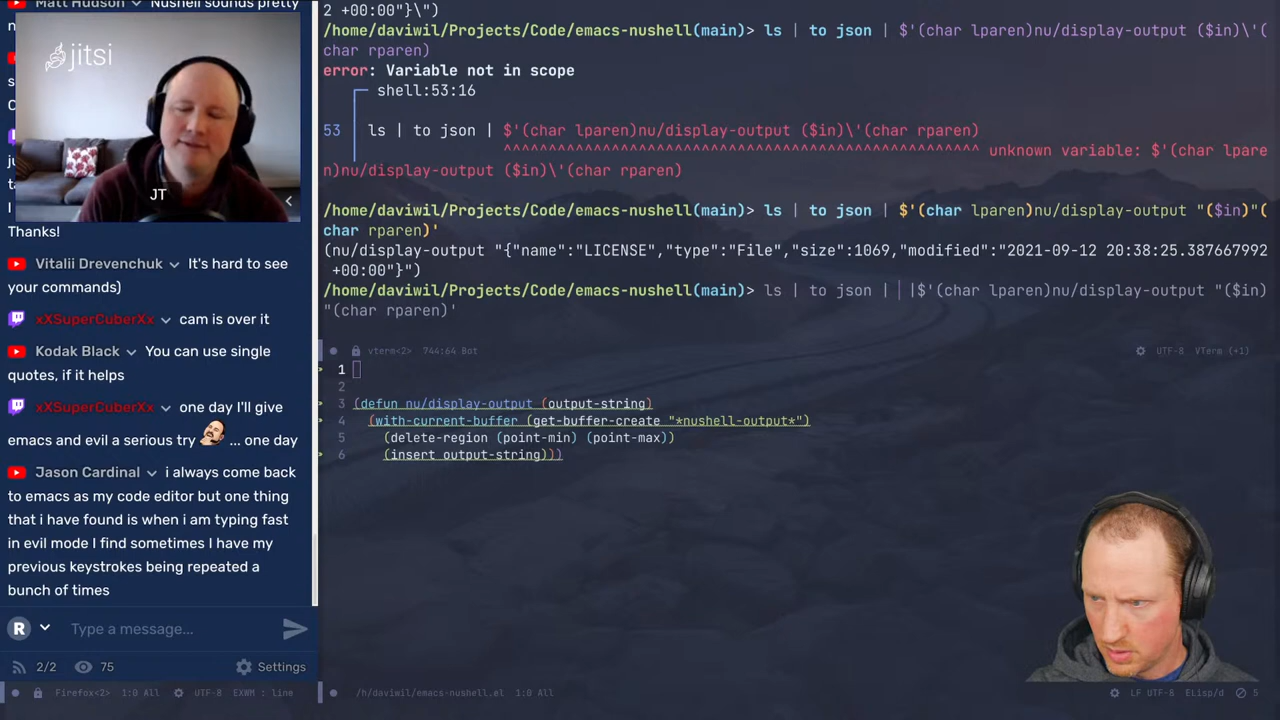 Matt Hudson Nushell sounds pretty
jitsi
JT
Thanks!
Vitalii Drevenchuk It's hard to see
your commands)
xXSuperCuberXx cam is over it
Kodak Black You can use single
quotes, if it helps
xXSuperCuberXx one day I'll give
emacs and evil a serious try ... one day
Jason Cardinal i always come back
to emacs as my code editor but one thing
that i have found is when i am typing fast
in evil mode I find sometimes I have my
previous keystrokes being repeated a
bunch of times
R Type a message...
2/2 75 Settings
Firefox<2> 1:0 All UTF-8 EXWM : line
2 +00:00"}\")
/home/daviwil/Projects/Code/emacs-nushell(main)> ls | to json | $'(char lparen)nu/display-output ($in)\'(
char rparen)
error: Variable not in scope
shell:53:16
53 ls | to json | $'(char lparen)nu/display-output ($in)\'(char rparen)
^^^^^^^^^^^^^^^^^^^^^^^^^^^^^^^^^^^^^^^^^^^^^^^^^^^^^ unknown variable: $'(char lpare
n)nu/display-output ($in)\'(char rparen)
/home/daviwil/Projects/Code/emacs-nushell(main)> ls | to json | $'(char lparen)nu/display-output "($in)"(
char rparen)'
(nu/display-output "{"name":"LICENSE","type":"File","size":1069,"modified":"2021-09-12 20:38:25.387667992
+00:00"}")
/home/daviwil/Projects/Code/emacs-nushell(main)> ls | to json | |$'(char lparen)nu/display-output "($in)
"(char rparen)'
vterm<2> 744:64 Bot UTF-8 VTerm (+1)
1
2
3 (defun nu/display-output (output-string)
4 (with-current-buffer (get-buffer-create "*nushell-output*")
5 (delete-region (point-min) (point-max))
6 (insert output-string)))
/h/daviwil/emacs-nushell.el 1:0 All LF UTF-8 ELisp/d 5